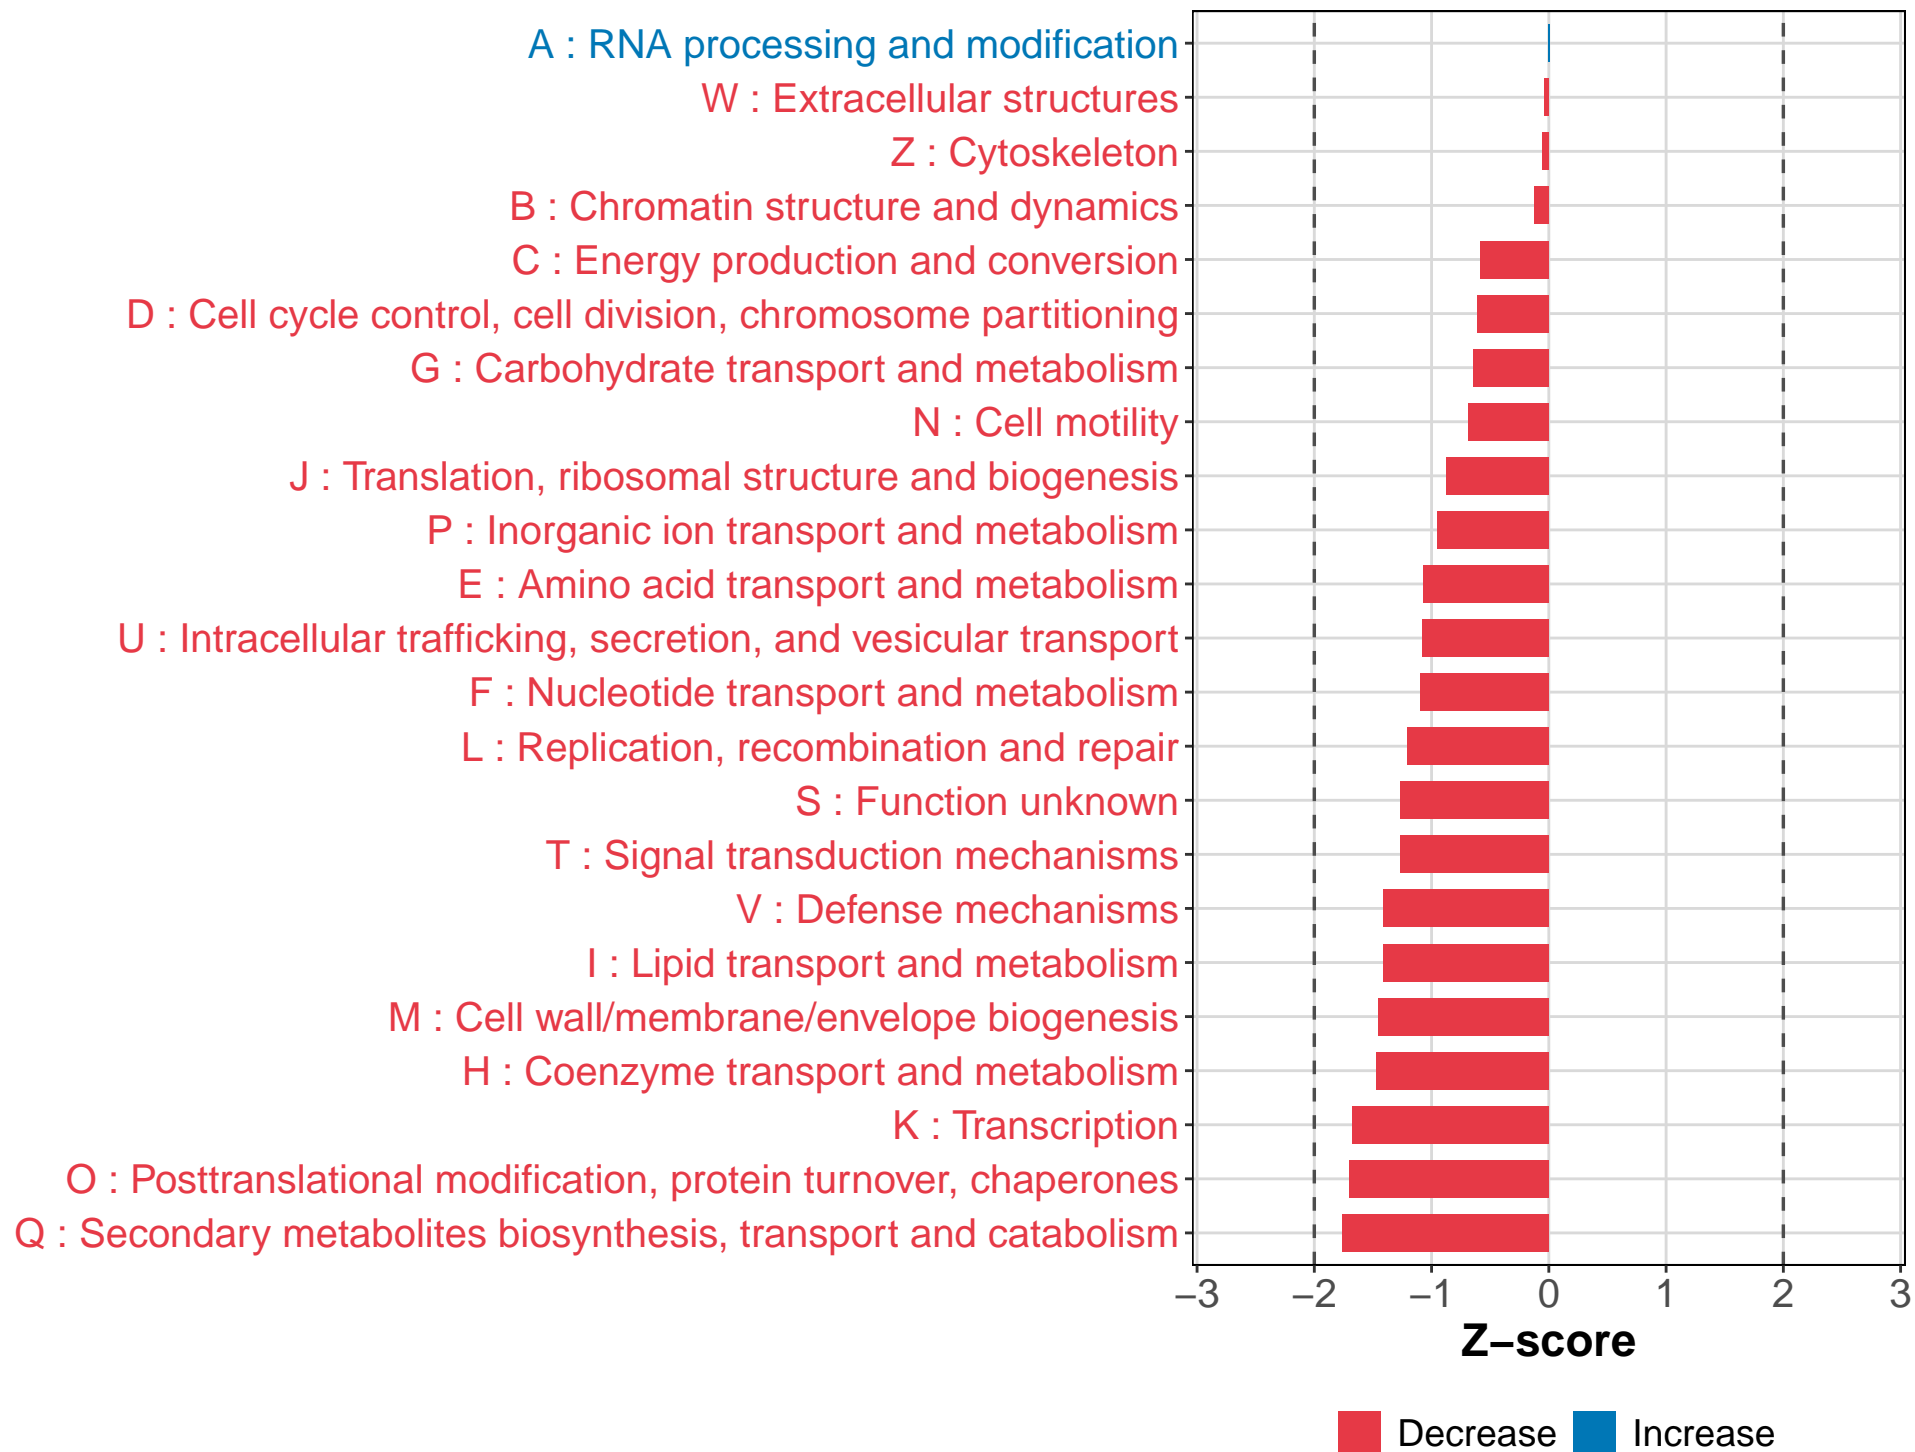 A : RNA processing and modification
W : Extracellular structures
Z : Cytoskeleton
B : Chromatin structure and dynamics
C : Energy production and conversion
D : Cell cycle control, cell division, chromosome partitioning
G : Carbohydrate transport and metabolism
N : Cell motility
J : Translation, ribosomal structure and biogenesis
P : Inorganic ion transport and metabolism
E : Amino acid transport and metabolism
U : Intracellular trafficking, secretion, and vesicular transport
F : Nucleotide transport and metabolism
L : Replication, recombination and repair
S : Function unknown
T : Signal transduction mechanisms
V : Defense mechanisms
I : Lipid transport and metabolism
M : Cell wall/membrane/envelope biogenesis
H : Coenzyme transport and metabolism
K : Transcription
O : Posttranslational modification, protein turnover, chaperones
Q : Secondary metabolites biosynthesis, transport and catabolism
−3 −2 −1 0 1 2 3
Z−score
Decrease Increase